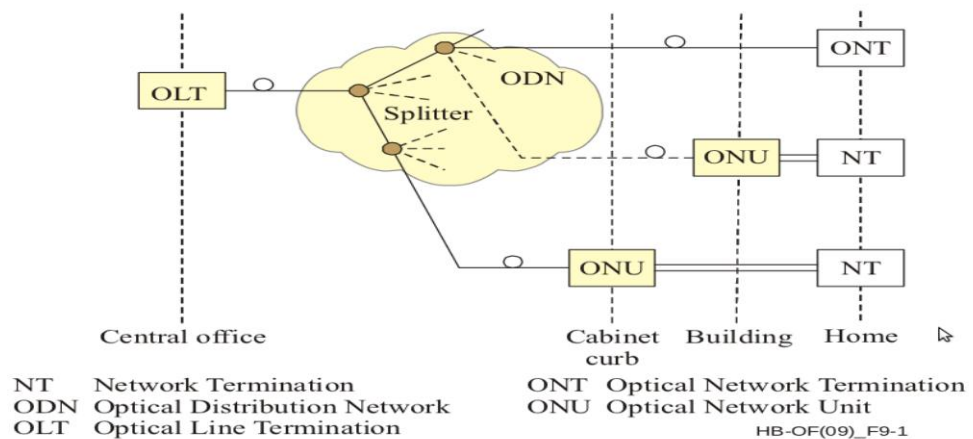 ONT
ODN
OLT
Splitter
ONU
NT
ONU
NT
Central office
Cabinet
curb
Building
Home
NT Network Termination
ODN Optical Distribution Network
OLT Optical Line Termination
ONT Optical Network Termination
ONU Optical Network Unit
HB-OF(09)_F9-1